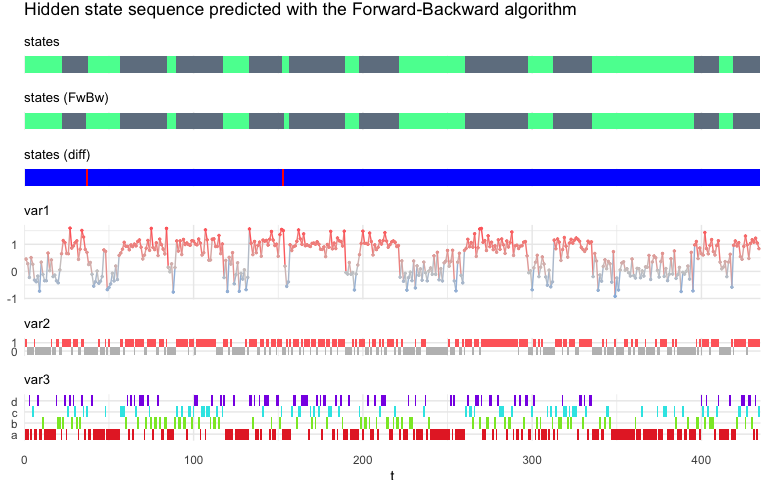 Hidden state sequence predicted with the Forward-Backward algorithm
states
states (FwBw)
states (diff)
var1
1
0
-1
var2
1
0
var3
d
c
b
a
0 100 200 300 400
t